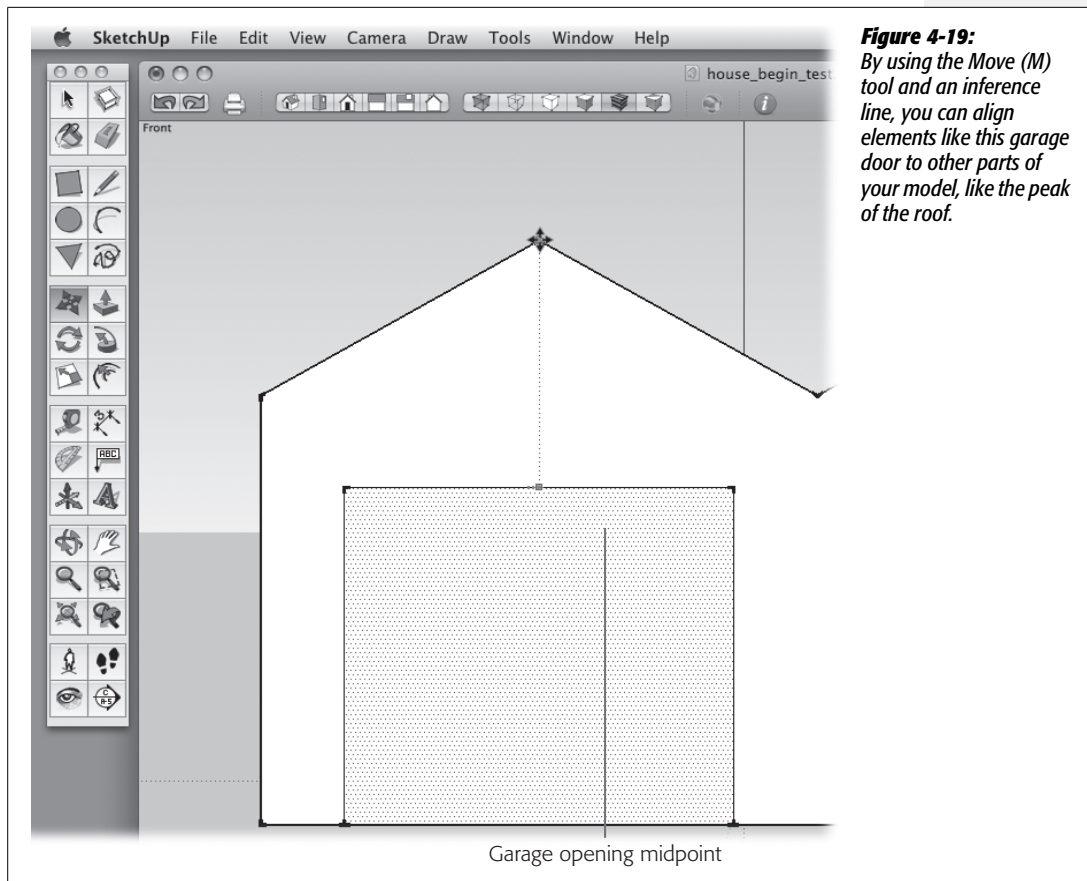 SketchUp File Edit View Camera Draw Tools Window Help
house_begin_test
Front
ABC
A
C
A-5
Garage opening midpoint
Figure 4-19:
By using the Move (M)
tool and an inference
line, you can align
elements like this garage
door to other parts of
your model, like the peak
of the roof.